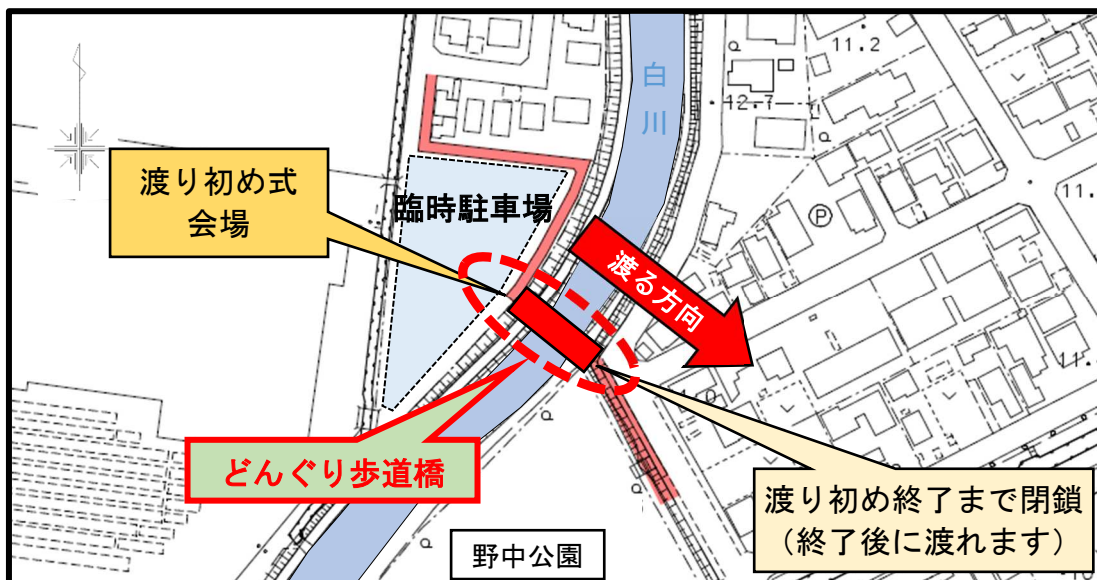 白
川
11.2
12.7
渡り初め式
会場
臨時駐車場
P
渡る方向
どんぐり歩道橋
渡り初め終了まで閉鎖
（終了後に渡れます）
野中公園